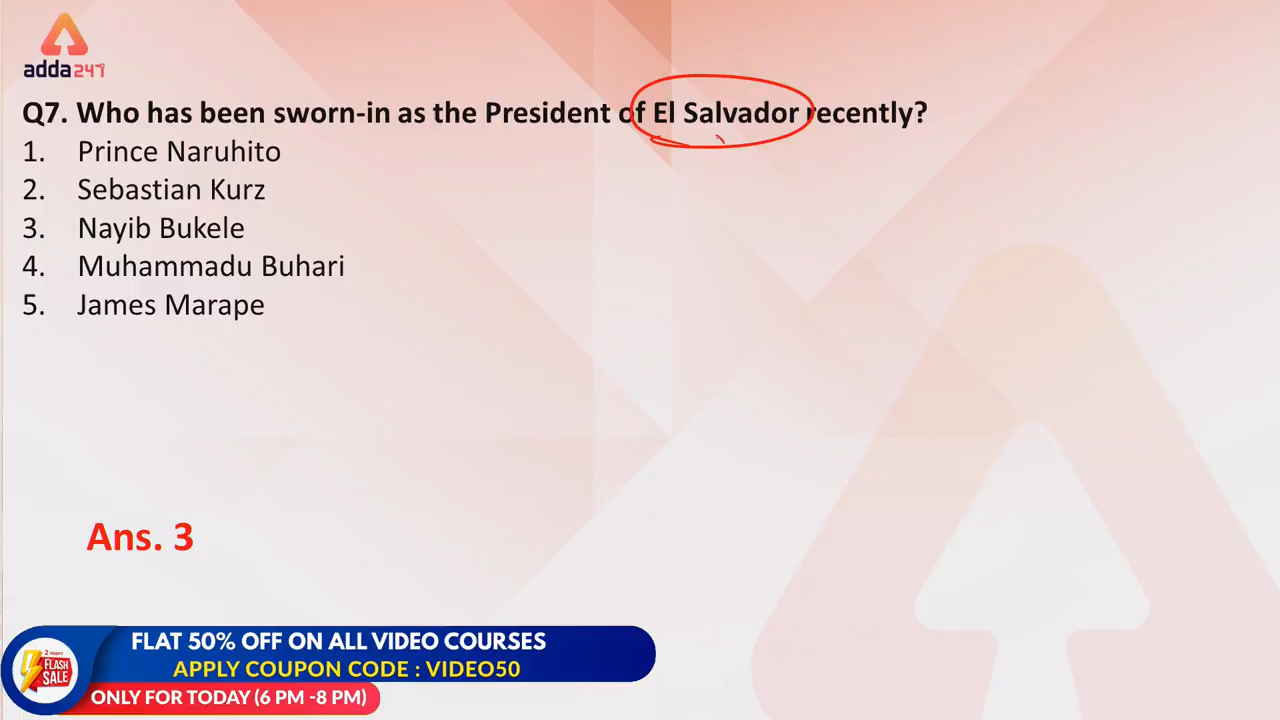 adda247
Q7. Who has been sworn-in as the President of El Salvador recently?
1. Prince Naruhito
2. Sebastian Kurz
3. Nayib Bukele
4. Muhammadu Buhari
5. James Marape
Ans. 3
FLAT 50% OFF ON ALL VIDEO COURSES
APPLY COUPON CODE : VIDEO50
2 Hours
FLASH
SALE
ONLY FOR TODAY (6 PM -8 PM)